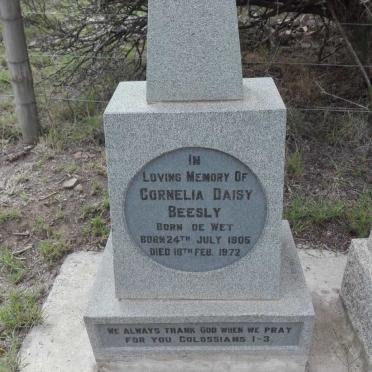 IN
LOVING MEMORY OF
CORNELIA DAISY
BEESLY
BORN DE WET
BORN 24TH JULY 1905
DIED 18TH FEB. 1972
WE ALWAYS THANK GOD WHEN WE PRAY
FOR YOU COLOSSIANS 1-3.